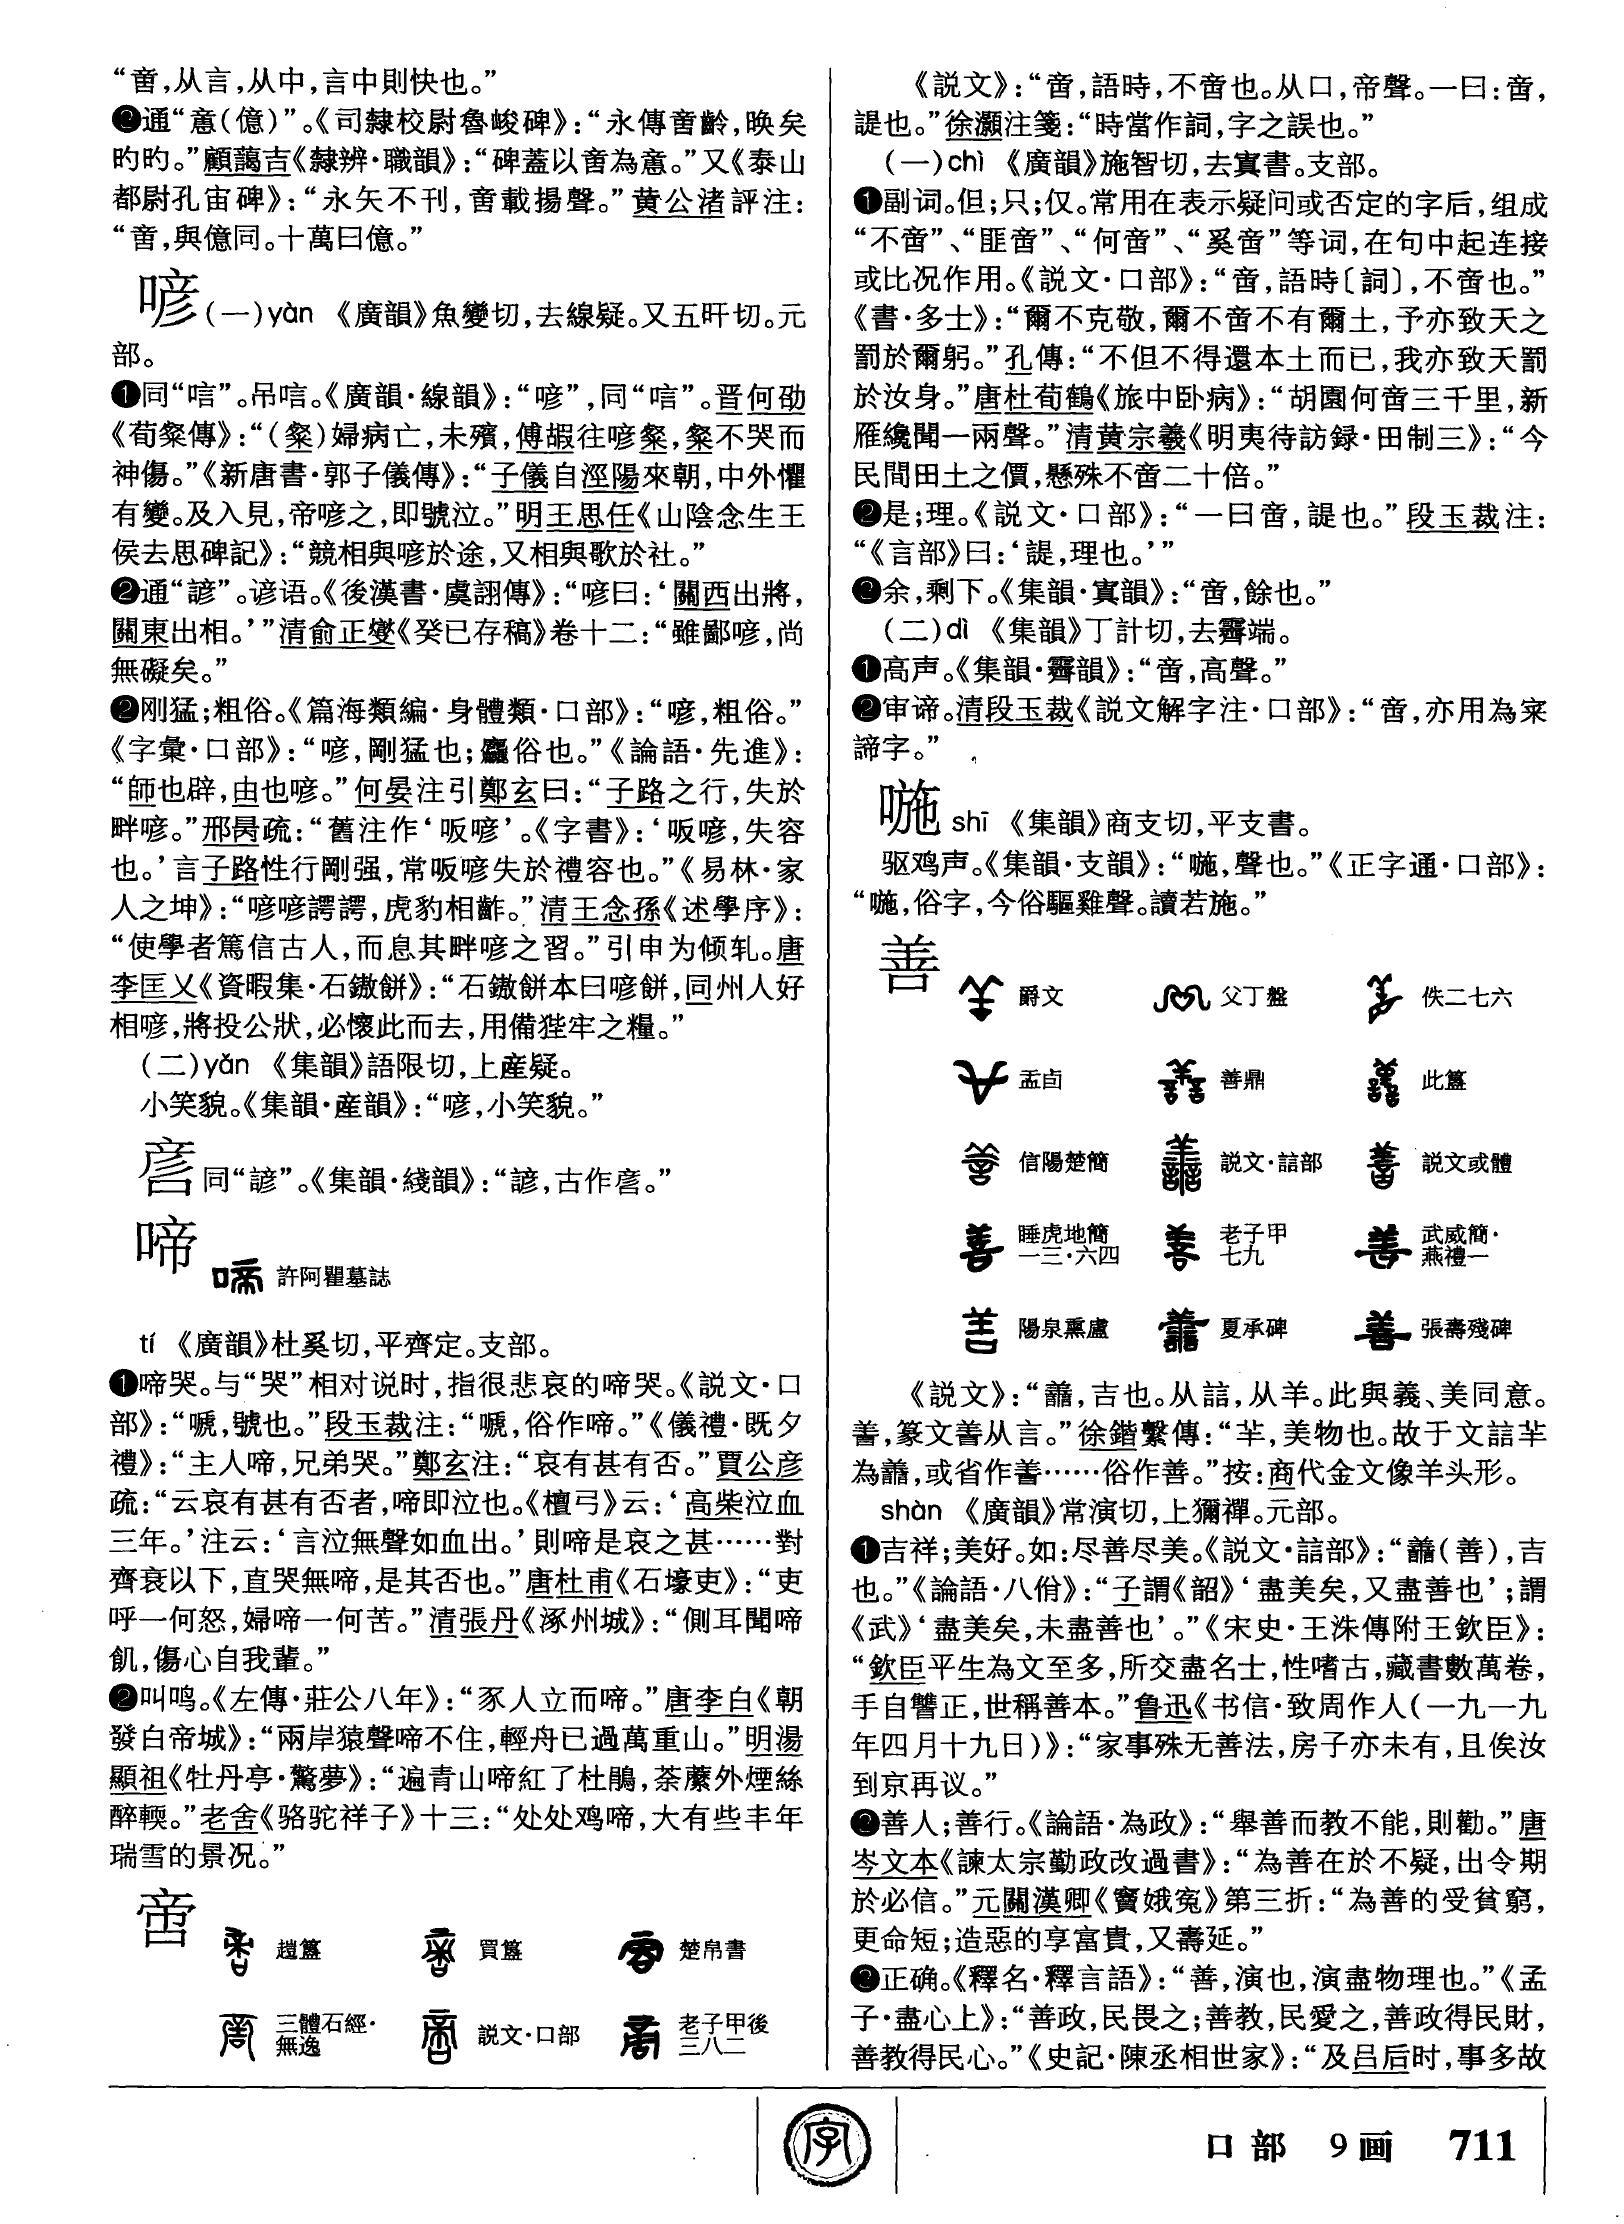 “啻,从言,从中,言中則快也。”
❷通“意(億)”。《司隸校尉魯峻碑》:“永傳啻齡,晚矣
旳旳。”顧藹吉《隸辨·職韻》:“碑蓋以啻為意。”又《泰山
都尉孔宙碑》:“永矢不刊,啻載揚聲。”黄公渚評注:
“啻,與億同。十萬曰億。”
喭(一)yàn 《廣韻》魚變切,去線疑。又五旰切。元
部。
❶同“唁”。吊唁。《廣韻·線韻》:“喭”,同“唁”。晋何劭
《荀粲傳》:“(粲)婦病亡,未殯,傅嘏往喭粲,粲不哭而
神傷。”《新唐書·郭子儀傳》:“子儀自涇陽來朝,中外懼
有變。及入見,帝喭之,即號泣。”明王思任《山陰念生王
侯去思碑記》:“競相與喭於途,又相與歌於社。”
❷通“諺”。谚语。《後漢書·虞詡傳》:“喭曰:‘關西出將,
關東出相。’”清俞正燮《癸巳存稿》卷十二:“雖鄙喭,尚
無礙矣。”
❷刚猛;粗俗。《篇海類編·身體類·口部》:“喭,粗俗。”
《字彙·口部》:“喭,剛猛也;麤俗也。”《論語·先進》:
“師也辟,由也喭。”何晏注引鄭玄曰:“子路之行,失於
畔喭。”邢昺疏:“舊注作‘㕫喭’。《字書》:‘㕫喭,失容
也。’言子路性行剛强,常㕫喭失於禮容也。”《易林·家
人之坤》:“喭喭諤諤,虎豹相齚。”清王念孫《述學序》:
“使學者篤信古人,而息其畔喭之習。”引申为倾轧。唐
李匡乂《資暇集·石鏾餅》:“石鏾餅本曰喭餅,同州人好
相喭,將投公狀,必懷此而去,用備狴牢之糧。”
(二)yǎn 《集韻》語限切,上産疑。
小笑貌。《集韻·産韻》:“喭,小笑貌。”
㖶同“諺”。《集韻·綫韻》:“諺,古作㖶。”
啼 許阿瞿墓誌
tí 《廣韻》杜奚切,平齊定。支部。
❶啼哭。与“哭”相对说时,指很悲哀的啼哭。《説文·口
部》:“嗁,號也。”段玉裁注:“嗁,俗作啼。”《儀禮·既夕
禮》:“主人啼,兄弟哭。”鄭玄注:“哀有甚有否。”賈公彦
疏:“云哀有甚有否者,啼即泣也。《檀弓》云:‘高柴泣血
三年。’注云:‘言泣無聲如血出。’則啼是哀之甚……對
齊衰以下,直哭無啼,是其否也。”唐杜甫《石壕吏》:“吏
呼一何怒,婦啼一何苦。”清張丹《涿州城》:“側耳聞啼
飢,傷心自我輩。”
❷叫鸣。《左傳·莊公八年》:“豕人立而啼。”唐李白《朝
發白帝城》:“兩岸猿聲啼不住,輕舟已過萬重山。”明湯
顯祖《牡丹亭·驚夢》:“遍青山啼紅了杜鵑,荼蘼外煙絲
醉輭。”老舍《骆驼祥子》十三:“处处鸡啼,大有些丰年
瑞雪的景况。”
啻 趞簋 買簋 楚帛書
三體石經·無逸 説文·口部 老子甲後三八二
《説文》:“啻,語時,不啻也。从口,帝聲。一曰:啻,
諟也。”徐灝注箋:“時當作詞,字之誤也。”
(一)chì 《廣韻》施智切,去寘書。支部。
❶副词。但;只;仅。常用在表示疑问或否定的字后,组成
“不啻”、“匪啻”、“何啻”、“奚啻”等词,在句中起连接
或比况作用。《説文·口部》:“啻,語時〔詞〕,不啻也。”
《書·多士》:“爾不克敬,爾不啻不有爾土,予亦致天之
罰於爾躬。”孔傳:“不但不得還本土而已,我亦致天罰
於汝身。”唐杜荀鶴《旅中卧病》:“胡園何啻三千里,新
雁纔聞一兩聲。”清黄宗羲《明夷待訪録·田制三》:“今
民間田土之價,懸殊不啻二十倍。”
❷是;理。《説文·口部》:“一曰啻,諟也。”段玉裁注:
“《言部》曰:‘諟,理也。’”
❸余,剩下。《集韻·寘韻》:“啻,餘也。”
(二)dì 《集韻》丁計切,去霽端。
❶高声。《集韻·霽韻》:“啻,高聲。”
❷审谛。清段玉裁《説文解字注·口部》:“啻,亦用為宷
諦字。”
㖷shī 《集韻》商支切,平支書。
驱鸡声。《集韻·支韻》:“㖷,聲也。”《正字通·口部》:
“㖷,俗字,今俗驅雞聲。讀若施。”
善 爵文 父丁盤 佚二七六
盂卣 善鼎 此簋
信陽楚簡 説文·誩部 説文或體
睡虎地簡一三·六四 老子甲七九 武威簡·燕禮一
陽泉熏盧 夏承碑 張壽殘碑
《説文》:“譱,吉也。从誩,从羊。此與義、美同意。
善,篆文善从言。”徐鍇繫傳:“羊,美物也。故于文誩羊
為譱,或省作善……俗作善。”按:商代金文像羊头形。
shàn 《廣韻》常演切,上獮禪。元部。
❶吉祥;美好。如:尽善尽美。《説文·誩部》:“譱(善),吉
也。”《論語·八佾》:“子謂《韶》‘盡美矣,又盡善也’;謂
《武》‘盡美矣,未盡善也’。”《宋史·王洙傳附王欽臣》:
“欽臣平生為文至多,所交盡名士,性嗜古,藏書數萬卷,
手自讐正,世稱善本。”鲁迅《书信·致周作人(一九一九
年四月十九日)》:“家事殊无善法,房子亦未有,且俟汝
到京再议。”
❷善人;善行。《論語·為政》:“舉善而教不能,則勸。”唐
岑文本《諫太宗勤政改過書》:“為善在於不疑,出令期
於必信。”元關漢卿《竇娥寃》第三折:“為善的受貧窮,
更命短;造惡的享富貴,又壽延。”
❸正确。《釋名·釋言語》:“善,演也,演盡物理也。”《孟
子·盡心上》:“善政,民畏之;善教,民愛之,善政得民財,
善教得民心。”《史記·陳丞相世家》:“及吕后时,事多故
字
口部 9画 711